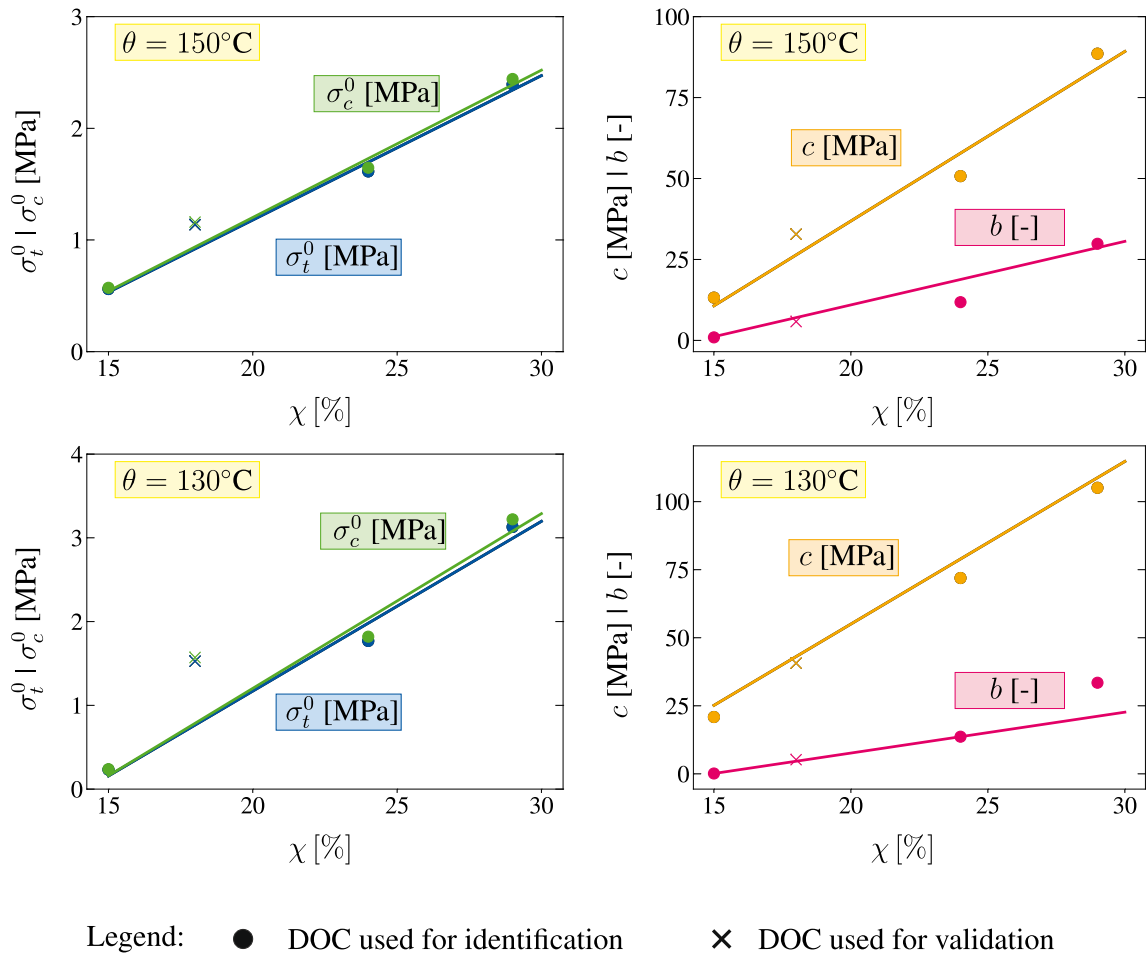 θ = 150°C
σ_c^0 [MPa]
σ_t^0 [MPa]
σ_t^0 | σ_c^0 [MPa]
3
2
1
0
15 20 25 30
χ [%]
θ = 150°C
c [MPa]
b [-]
c [MPa] | b [-]
100
75
50
25
0
15 20 25 30
χ [%]
θ = 130°C
σ_c^0 [MPa]
σ_t^0 [MPa]
σ_t^0 | σ_c^0 [MPa]
4
3
2
1
0
15 20 25 30
χ [%]
θ = 130°C
c [MPa]
b [-]
c [MPa] | b [-]
100
75
50
25
0
15 20 25 30
χ [%]
Legend: DOC used for identification DOC used for validation